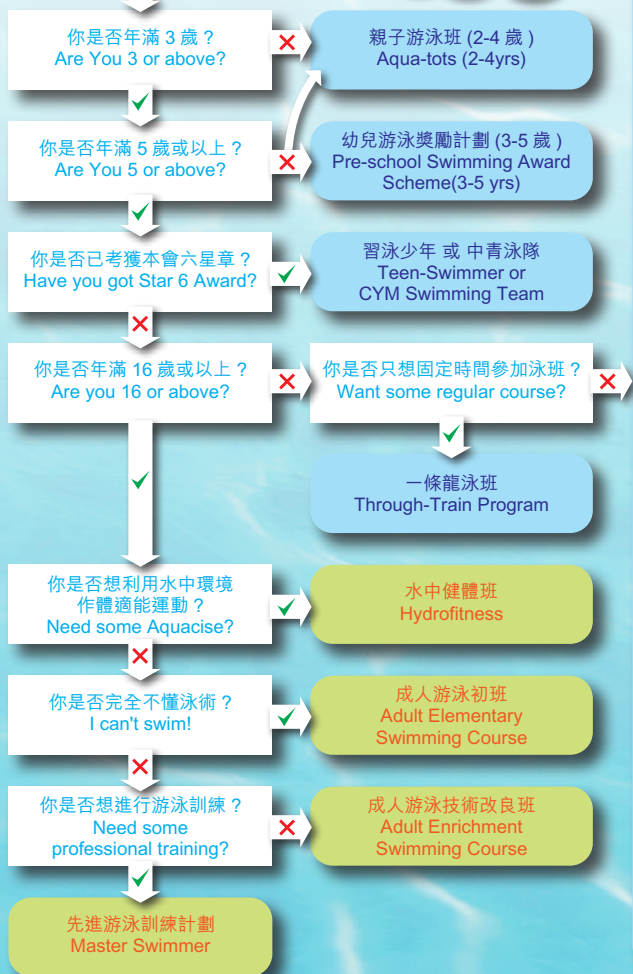 你是否年滿 3 歲？
Are You 3 or above?
親子游泳班 (2-4 歲 )
Aqua-tots (2-4yrs)
你是否年滿 5 歲或以上？
Are You 5 or above?
幼兒游泳獎勵計劃 (3-5 歲 )
Pre-school Swimming Award
Scheme(3-5 yrs)
你是否已考獲本會六星章？
Have you got Star 6 Award?
習泳少年 或 中青泳隊
Teen-Swimmer or
CYM Swimming Team
你是否年滿 16 歲或以上？
Are you 16 or above?
你是否只想固定時間參加泳班？
Want some regular course?
一條龍泳班
Through-Train Program
你是否想利用水中環境
作體適能運動？
Need some Aquacise?
水中健體班
Hydrofitness
你是否完全不懂泳術？
I can't swim!
成人游泳初班
Adult Elementary
Swimming Course
你是否想進行游泳訓練？
Need some
professional training?
成人游泳技術改良班
Adult Enrichment
Swimming Course
先進游泳訓練計劃
Master Swimmer